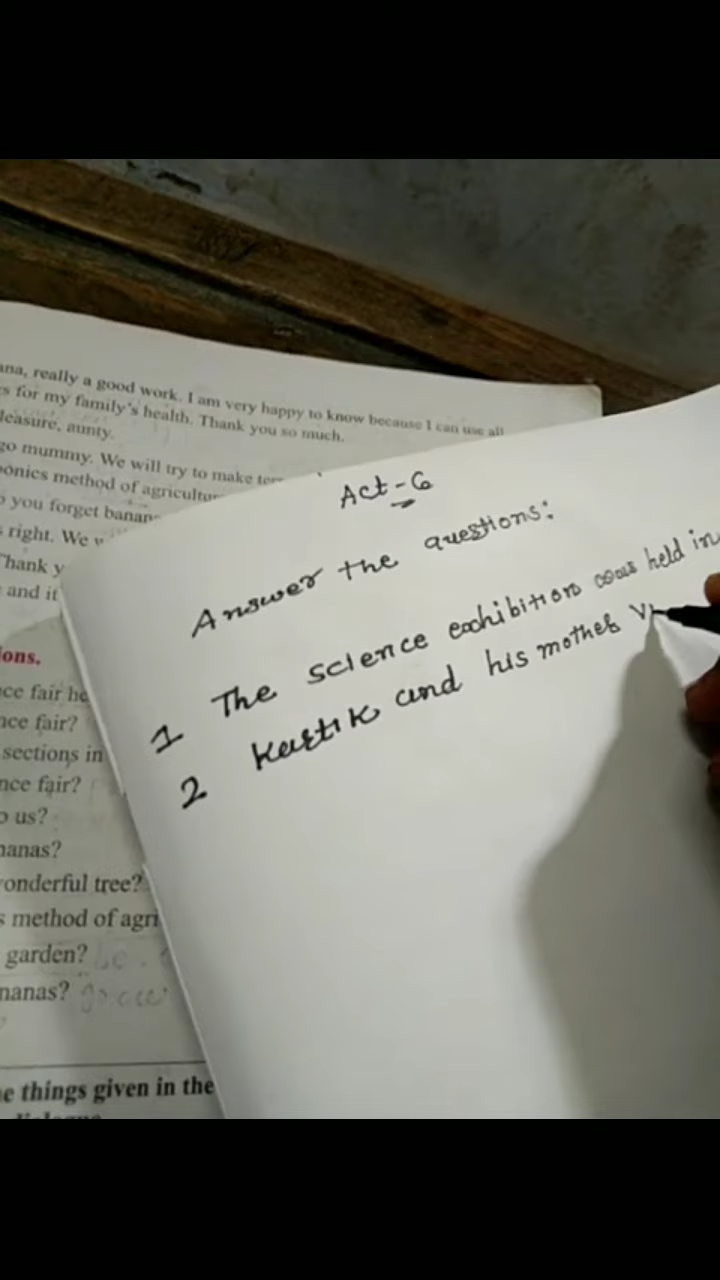 ana, really a good work. I am very happy to know because I can use all
s for my family's health. Thank you so much.
leasure, aunty.
go mummy. We will try to make
ponics method of
you forget
right. We
Thank
and it
ions.
ce fair
nce fair?
sections in
nce fair?
us?
nanas?
onderful tree?
s method of agri
garden?
nanas?
e things given in the
Act-6
Answer the questions:
1 The science exhibition was held in
2 Kartik and his mother